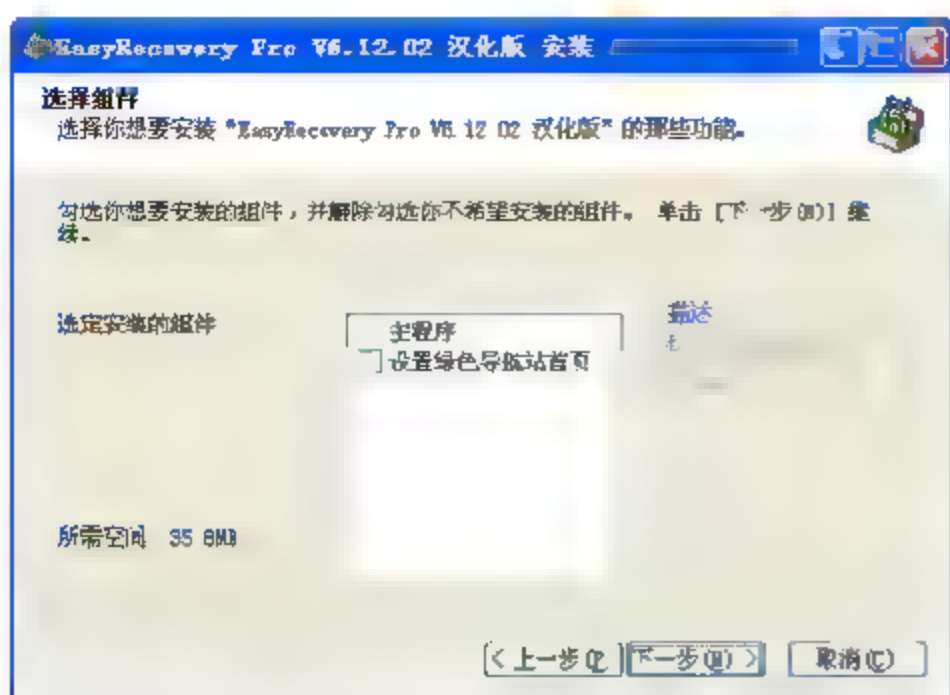 EasyRecovery Pro V6.12.02 汉化版 安装
选择组件
选择你想要安装“EasyRecovery Pro V6.12.02 汉化版”的那些功能。
勾选你想要安装的组件，并解除勾选你不希望安装的组件。 单击 [下一步(N)] 继
续。
选定安装的组件
主程序
设置绿色导航站首页
描述
所需空间 35.8MB
< 上一步(P)
下一步(N) >
取消(C)